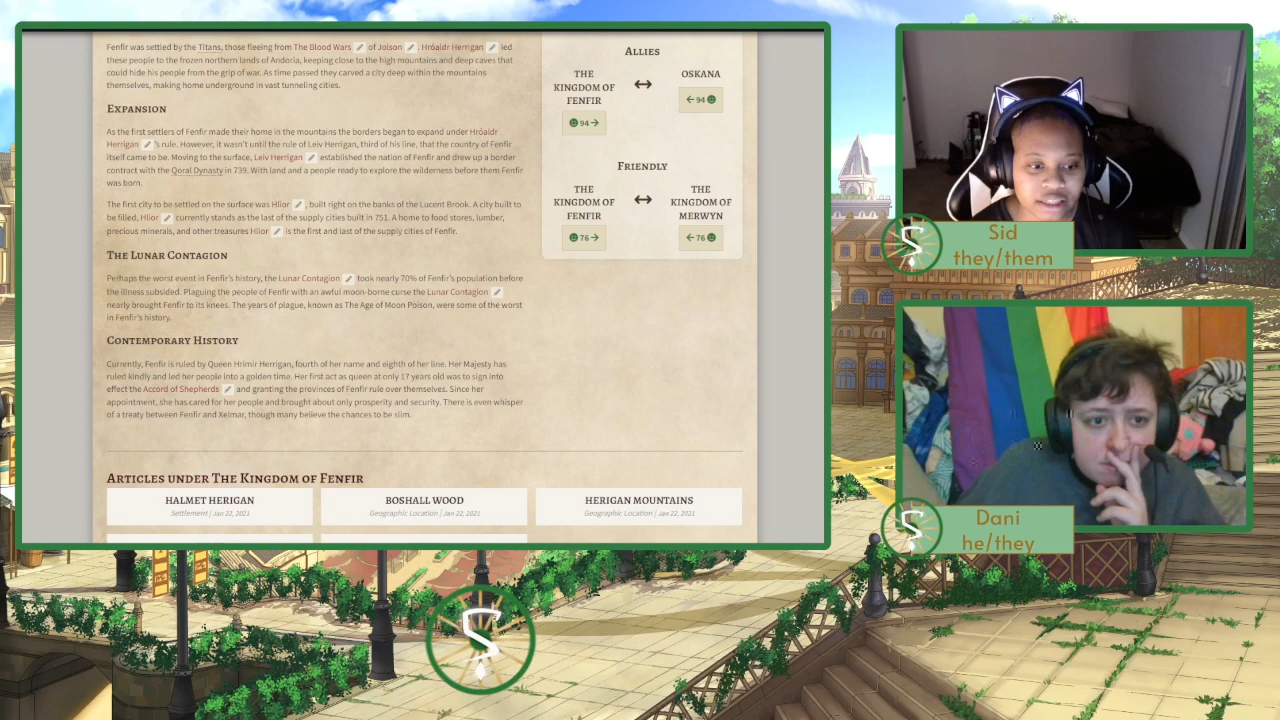 Fenfir was settled by the Titans, those fleeing from The Blood Wars of Jolson , Hróaldr Herrigan led
these people to the frozen northern lands of Andoria, keeping close to the high mountains and deep caves that
could hide his people from the grip of war. As time passed they carved a city deep within the mountains
themselves, making home underground in vast tunneling cities.
Expansion
As the first settlers of Fenfir made their home in the mountains the borders began to expand under Hróaldr
Herrigan 's rule. However, it wasn't until the rule of Leiv Herrigan, third of his line, that the country of Fenfir
itself came to be. Moving to the surface, Leiv Herrigan established the nation of Fenfir and drew up a border
contract with the Qoral Dynasty in 739. With land and a people ready to explore the wilderness before them Fenfir
was born.
The first city to be settled on the surface was Hlior , built right on the banks of the Lucent Brook. A city built to
be filled, Hlior currently stands as the last of the supply cities built in 751. A home to food stores, lumber,
precious minerals, and other treasures Hlior is the first and last of the supply cities of Fenfir.
The Lunar Contagion
Perhaps the worst event in Fenfir's history, the Lunar Contagion took nearly 70% of Fenfir's population before
the illness subsided. Plaguing the people of Fenfir with an awful moon-borne curse the Lunar Contagion
nearly brought Fenfir to its knees. The years of plague, known as The Age of Moon Poison, were some of the worst
in Fenfir's history.
Contemporary History
Currently, Fenfir is ruled by Queen Hrimir Herrigan, fourth of her name and eighth of her line. Her Majesty has
ruled kindly and led her people into a golden time. Her first act as queen at only 17 years old was to sign into
effect the Accord of Shepherds and granting the provinces of Fenfir rule over themselves. Since her
appointment, she has cared for her people and brought about only prosperity and security. There is even whisper
of a treaty between Fenfir and Xelmar, though many believe the chances to be slim.
Allies
The
Kingdom of
Fenfir
94
Oskana
94
Friendly
The
Kingdom of
Fenfir
76
The
Kingdom of
Merwyn
76
Articles under The Kingdom of Fenfir
HALMET HERIGAN
Settlement | Jan 22, 2021
BOSHALL WOOD
Geographic Location | Jan 22, 2021
HERIGAN MOUNTAINS
Geographic Location | Jan 22, 2021
Sid
they/them
Dani
he/they
S
S
S